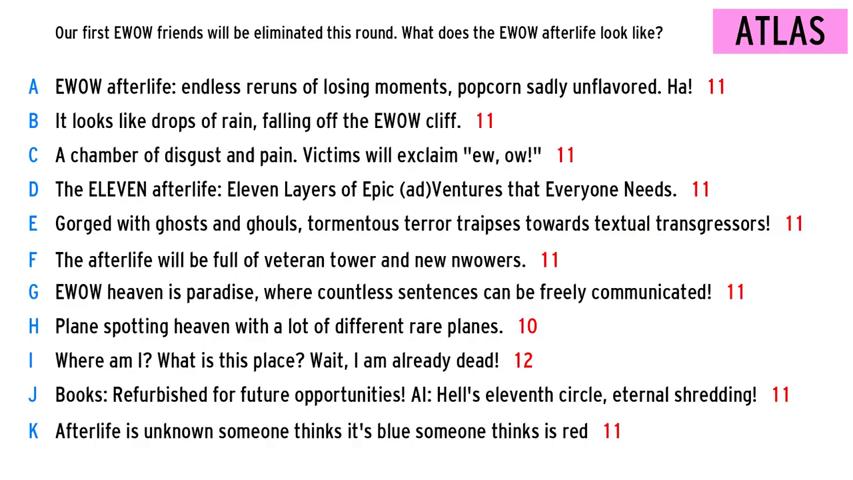 Our first EWOW friends will be eliminated this round. What does the EWOW afterlife look like?
ATLAS
A EWOW afterlife: endless reruns of losing moments, popcorn sadly unflavored. Ha! 11
B It looks like drops of rain, falling off the EWOW cliff. 11
C A chamber of disgust and pain. Victims will exclaim "ew, ow!" 11
D The ELEVEN afterlife: Eleven Layers of Epic (ad)Ventures that Everyone Needs. 11
E Gorged with ghosts and ghouls, tormentous terror traipses towards textual transgressors! 11
F The afterlife will be full of veteran tower and new nwowers. 11
G EWOW heaven is paradise, where countless sentences can be freely communicated! 11
H Plane spotting heaven with a lot of different rare planes. 10
I Where am I? What is this place? Wait, I am already dead! 12
J Books: Refurbished for future opportunities! AI: Hell's eleventh circle, eternal shredding! 11
K Afterlife is unknown someone thinks it's blue someone thinks is red 11